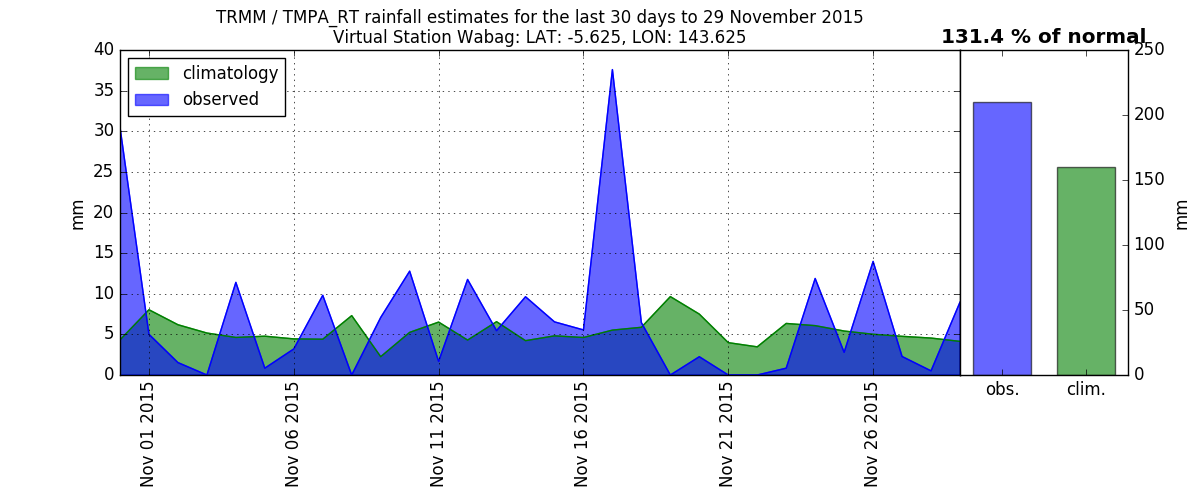 TRMM / TMPA_RT rainfall estimates for the last 30 days to 29 November 2015
Virtual Station Wabag: LAT: -5.625, LON: 143.625
131.4 % of normal
climatology
observed
40
35
30
25
20
15
10
5
0
mm
Nov 01 2015
Nov 06 2015
Nov 11 2015
Nov 16 2015
Nov 21 2015
Nov 26 2015
250
200
150
100
50
0
mm
obs.
clim.